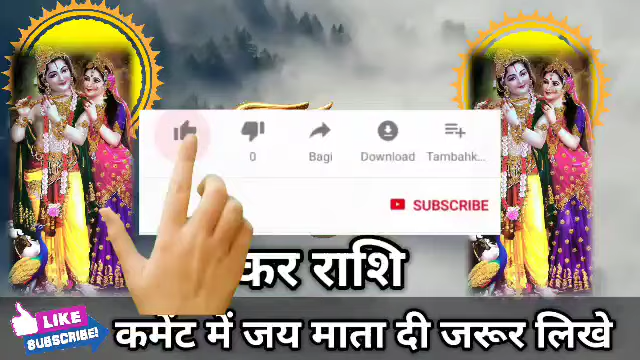 0 Bagi Download Tambahk...
SUBSCRIBE
कर राशि
LIKE
SUBSCRIBE!
कमेंट में जय माता दी जरूर लिखे